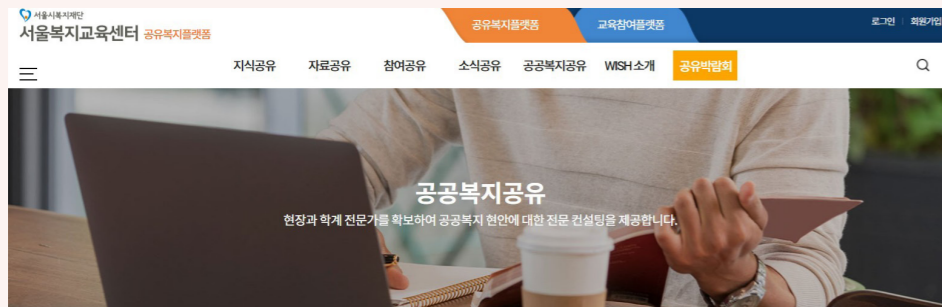 서울시복지재단
서울복지교육센터 공유복지플랫폼
공유복지플랫폼 교육참여플랫폼
로그인 회원가입
지식공유 자료공유 참여공유 소식공유 공공복지공유 WISH 소개 공유박람회
공공복지공유
현장과 학계 전문가를 확보하여 공공복지 현안에 대한 전문 컨설팅을 제공합니다.